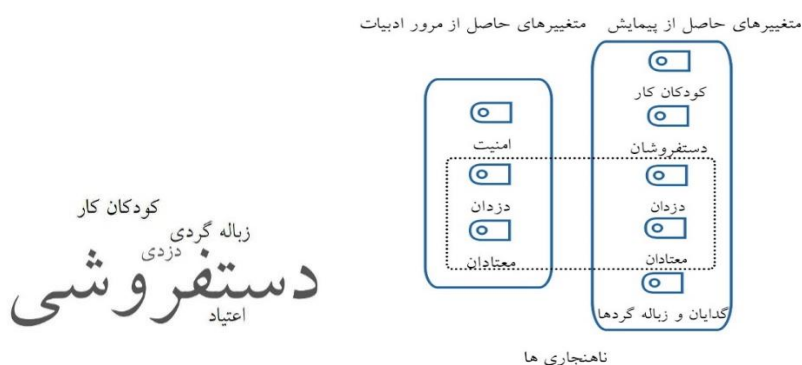 متغییرهای حاصل از پیمایش
متغییرهای حاصل از مرور ادبیات
کودکان کار
دستفروشان
دزدان
معتادان
گدایان و زباله گردها
امنیت
دزدان
معتادان
ناهنجاری ها
کودکان کار
زباله گردی
دزدی
دستفروشی
اعتیاد